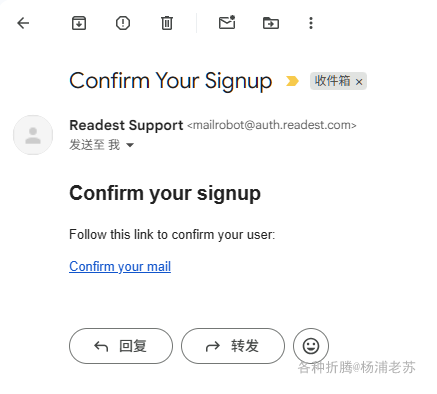 Confirm Your Signup 收件箱 ×
Readest Support <mailrobot@auth.readest.com>
发送至 我
Confirm your signup
Follow this link to confirm your user:
Confirm your mail
回复 转发
各种折腾@杨浦老苏